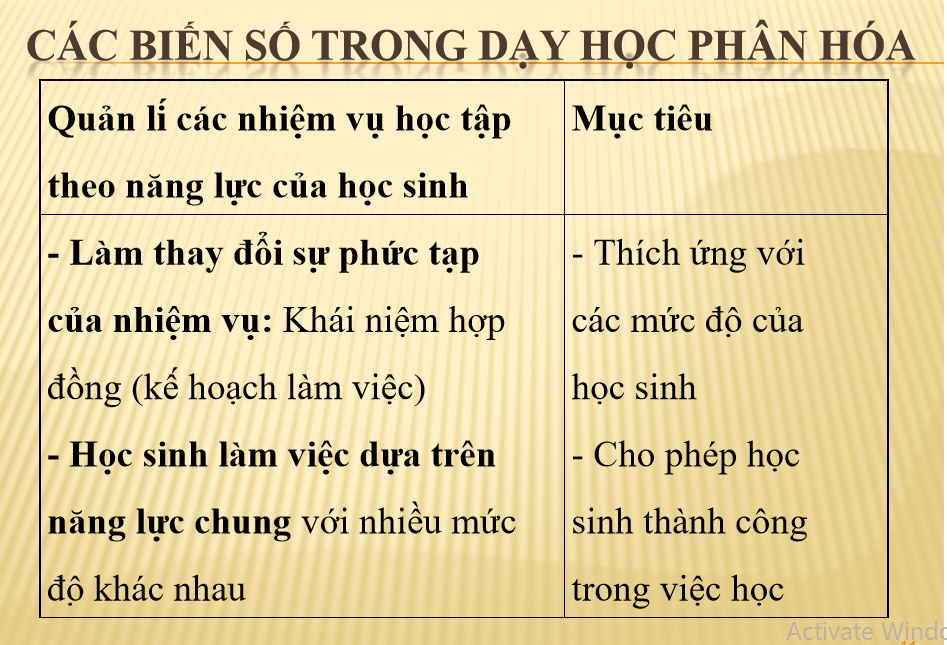 CÁC BIẾN SỐ TRONG DẠY HỌC PHÂN HÓA
Quản lí các nhiệm vụ học tập
theo năng lực của học sinh
Mục tiêu
- Làm thay đổi sự phức tạp
của nhiệm vụ: Khái niệm hợp
đồng (kế hoạch làm việc)
- Học sinh làm việc dựa trên
năng lực chung với nhiều mức
độ khác nhau
- Thích ứng với
các mức độ của
học sinh
- Cho phép học
sinh thành công
trong việc học
Activate Windo
11